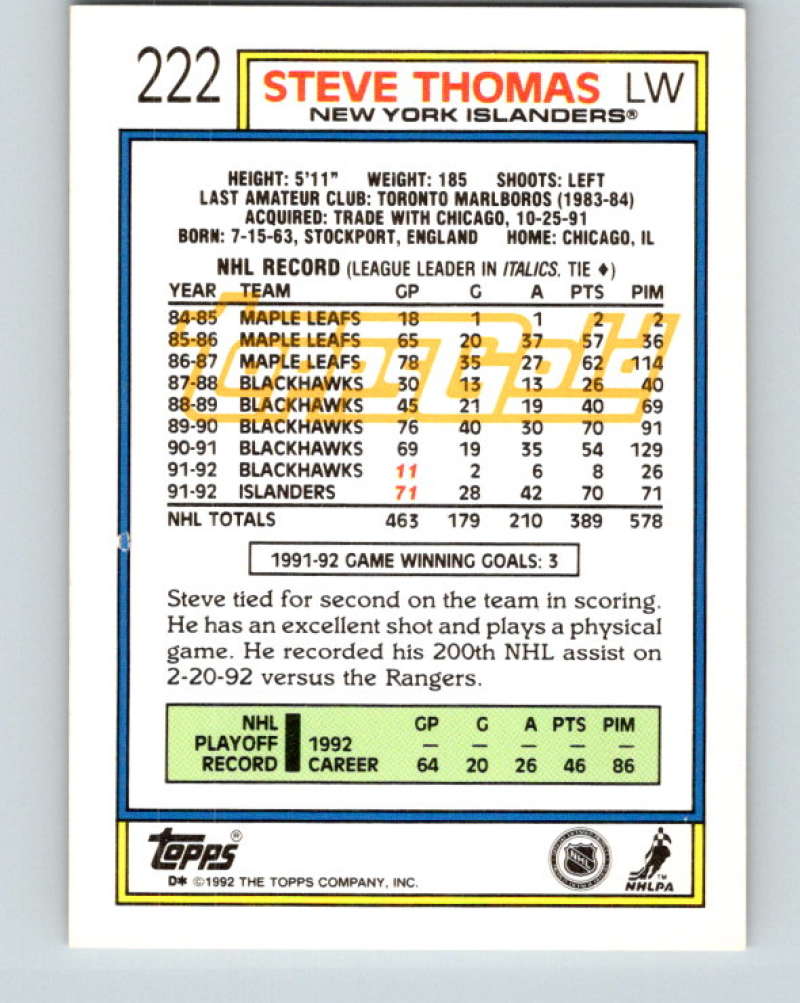 222
STEVE THOMAS LW
NEW YORK ISLANDERS®
HEIGHT: 5'11" WEIGHT: 185 SHOOTS: LEFT
LAST AMATEUR CLUB: TORONTO MARLBOROS (1983-84)
ACQUIRED: TRADE WITH CHICAGO, 10-25-91
BORN: 7-15-63, STOCKPORT, ENGLAND HOME: CHICAGO, IL
NHL RECORD (LEAGUE LEADER IN ITALICS. TIE ♦)
YEAR TEAM GP G A PTS PIM
84-85 MAPLE LEAFS 18 1 1 2 2
85-86 MAPLE LEAFS 65 20 37 57 36
86-87 MAPLE LEAFS 78 35 27 62 114
87-88 BLACKHAWKS 30 13 13 26 40
88-89 BLACKHAWKS 45 21 19 40 69
89-90 BLACKHAWKS 76 40 30 70 91
90-91 BLACKHAWKS 69 19 35 54 129
91-92 BLACKHAWKS 11 2 6 8 26
91-92 ISLANDERS 71 28 42 70 71
NHL TOTALS 463 179 210 389 578
Topps Gold
1991-92 GAME WINNING GOALS: 3
Steve tied for second on the team in scoring.
He has an excellent shot and plays a physical
game. He recorded his 200th NHL assist on
2-20-92 versus the Rangers.
NHL GP G A PTS PIM
PLAYOFF 1992 — — — — —
RECORD CAREER 64 20 26 46 86
Topps®
D* ©1992 THE TOPPS COMPANY, INC.
NHL
TM
NHLPA